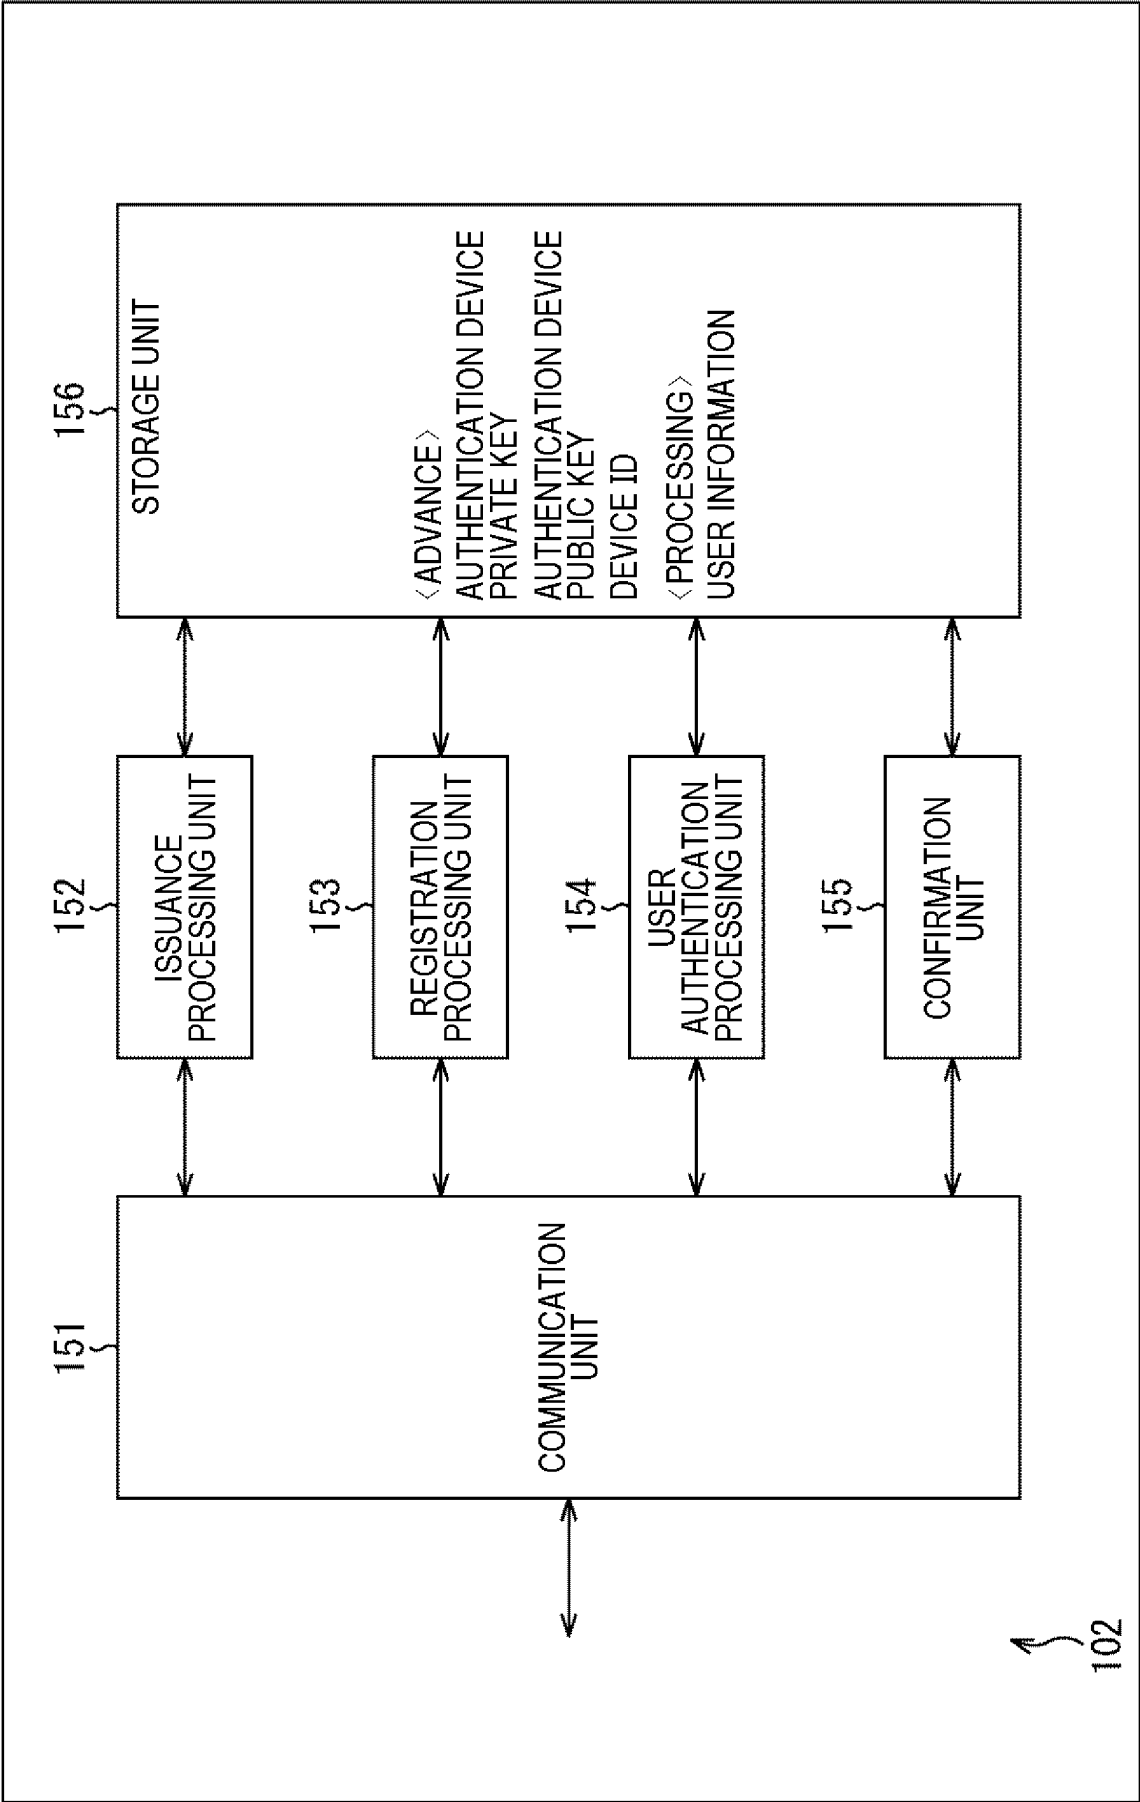 151
COMMUNICATION
UNIT
152
ISSUANCE
PROCESSING UNIT
153
REGISTRATION
PROCESSING UNIT
154
USER
AUTHENTICATION
PROCESSING UNIT
155
CONFIRMATION
UNIT
156
STORAGE UNIT
〈ADVANCE〉
AUTHENTICATION DEVICE
PRIVATE KEY
AUTHENTICATION DEVICE
PUBLIC KEY
DEVICE ID
〈PROCESSING〉
USER INFORMATION
102